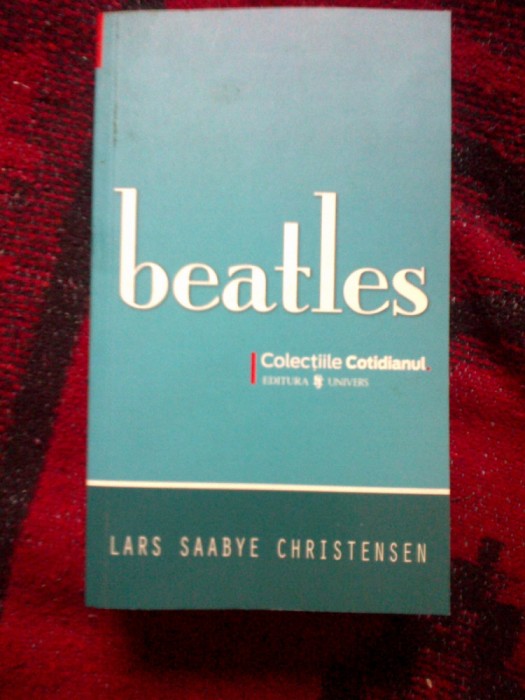 beatles
Colecțiile Cotidianul.
EDITURA UNIVERS
LARS SAABYE CHRISTENSEN